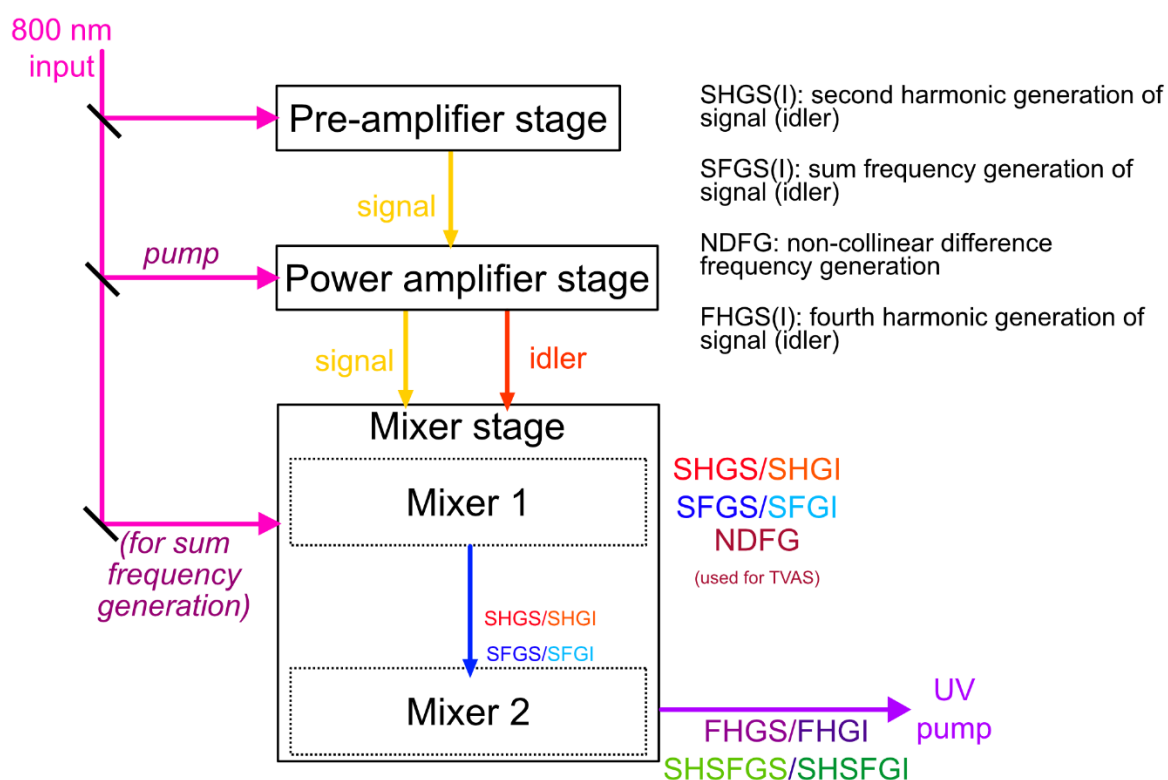 800 nm
input
Pre-amplifier stage
signal
pump
Power amplifier stage
signal
idler
Mixer stage
Mixer 1
(for sum
frequency
generation)
SHGS/SHGI
SFGS/SFGI
Mixer 2
SHGS(I): second harmonic generation of
signal (idler)
SFGS(I): sum frequency generation of
signal (idler)
NDFG: non-collinear difference
frequency generation
FHGS(I): fourth harmonic generation of
signal (idler)
SHGS/SHGI
SFGS/SFGI
NDFG
(used for TVAS)
UV
pump
FHGS/FHGI
SHSFGS/SHSFGI